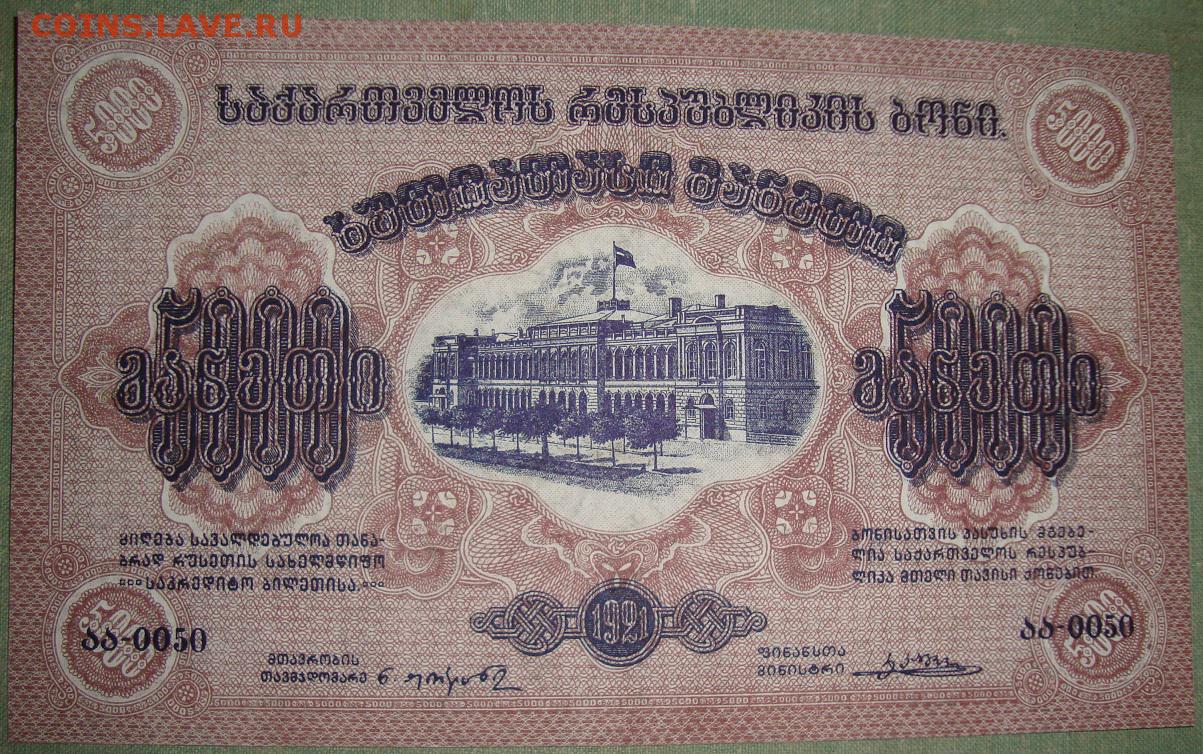 COINS.LAVE.RU
5000
5000
საქართველოს რესპუბლიკის ბონი.
ხუთიათასი მანეთი
5000
მანეთი
5000
მანეთი
მიღება სავალდებულოა თანა-
ბრად რუსეთის სახელმწიფო
საკრედიტო ბილეთისა.
ბონისათვის პასუხის მგებე-
ლია საქართველოს რესპუბ-
ლიკა მთელი თავისი ქონებით.
5000
1921
5000
აა-0050
აა-0050
მთავრობის
თავმჯდომარე
ფინანსთა
მინისტრი